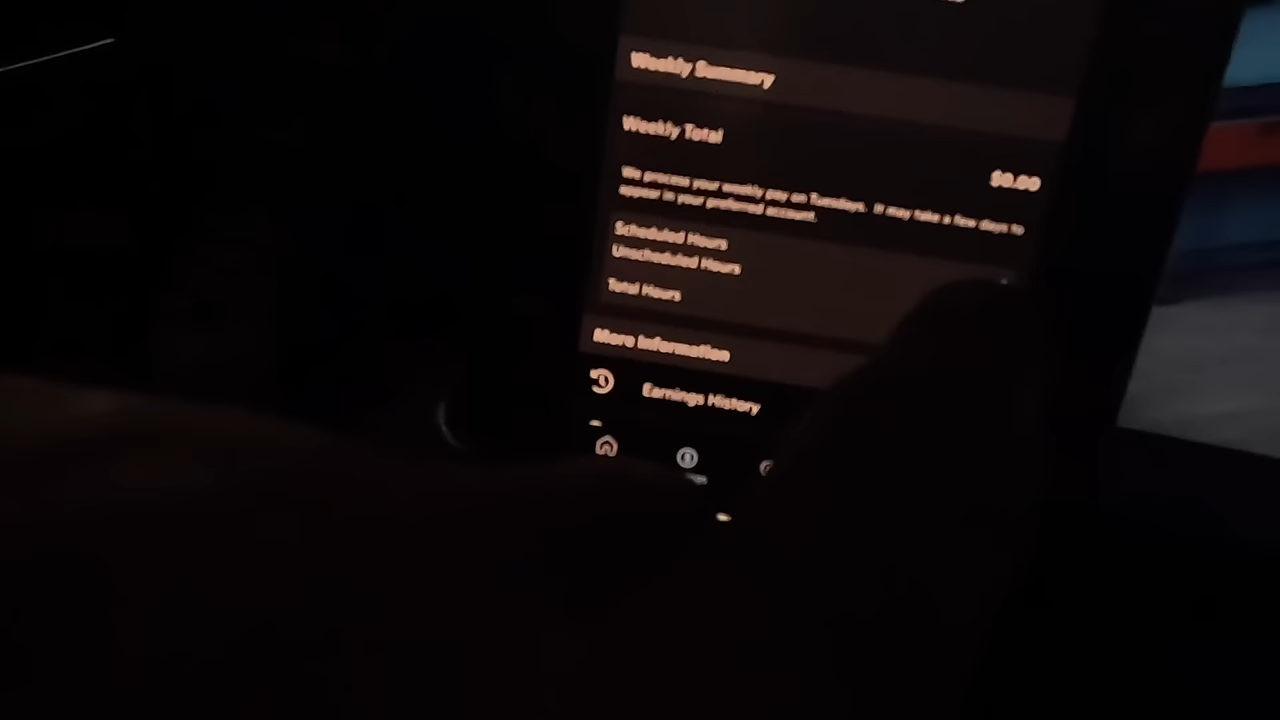 Weekly Summary
Weekly Total
$0.00
We process your weekly pay on Tuesdays. It may take a few days to
appear in your preferred account.
Scheduled Hours
Unscheduled Hours
Total Hours
More Information
Earnings History